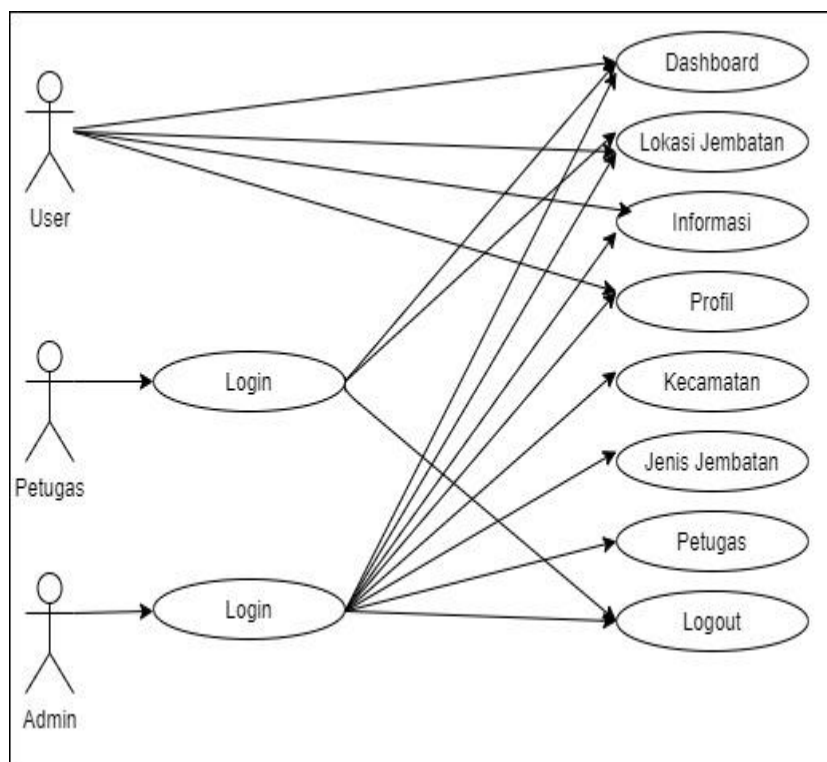 Dashboard
Lokasi Jembatan
User
Informasi
Profil
Login
Kecamatan
Petugas
Jenis Jembatan
Petugas
Login
Logout
Admin